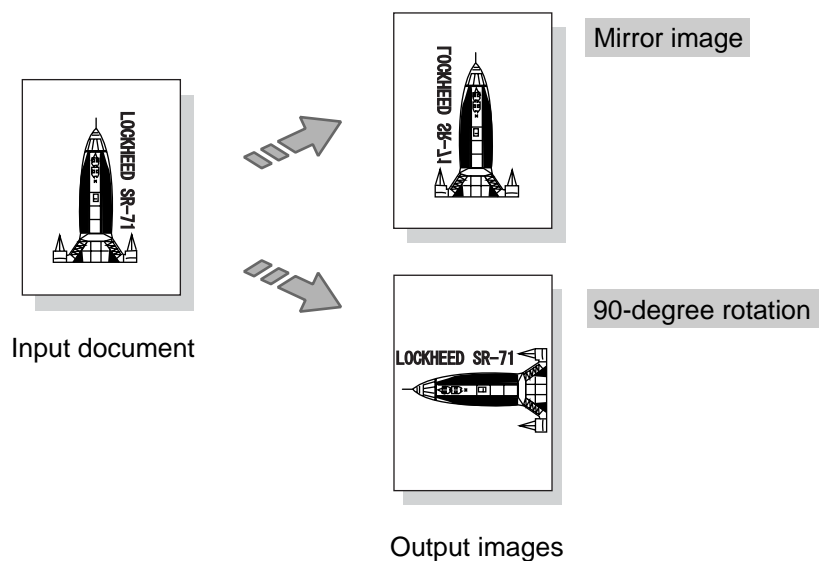 Mirror image
LOCKHEED SR-71
LOCKHEED SR-71
Input document
90-degree rotation
LOCKHEED SR-71
Output images